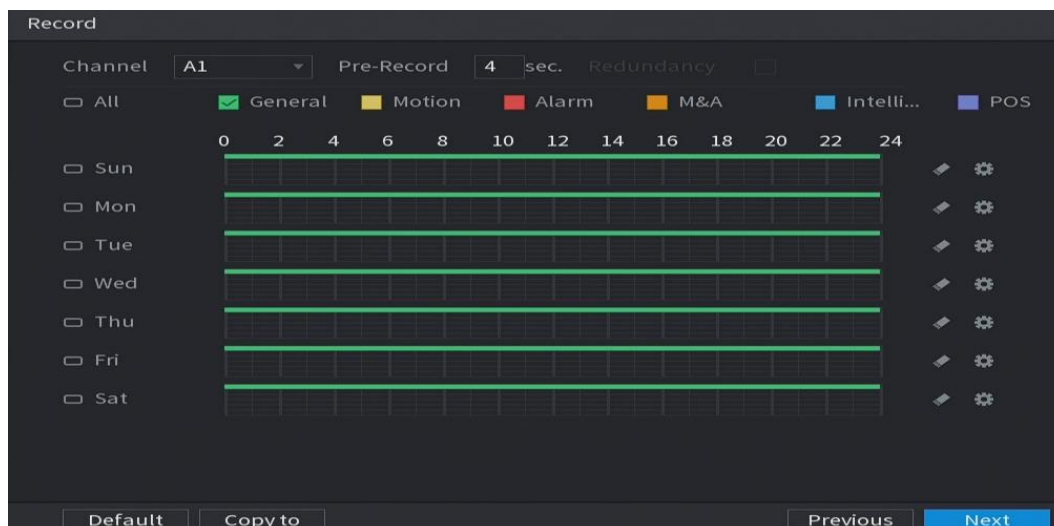 Record
Channel A1 Pre-Record 4 sec. Redundancy
All General Motion Alarm M&A Intelli... POS
0 2 4 6 8 10 12 14 16 18 20 22 24
Sun
Mon
Tue
Wed
Thu
Fri
Sat
Default Copy to Previous Next